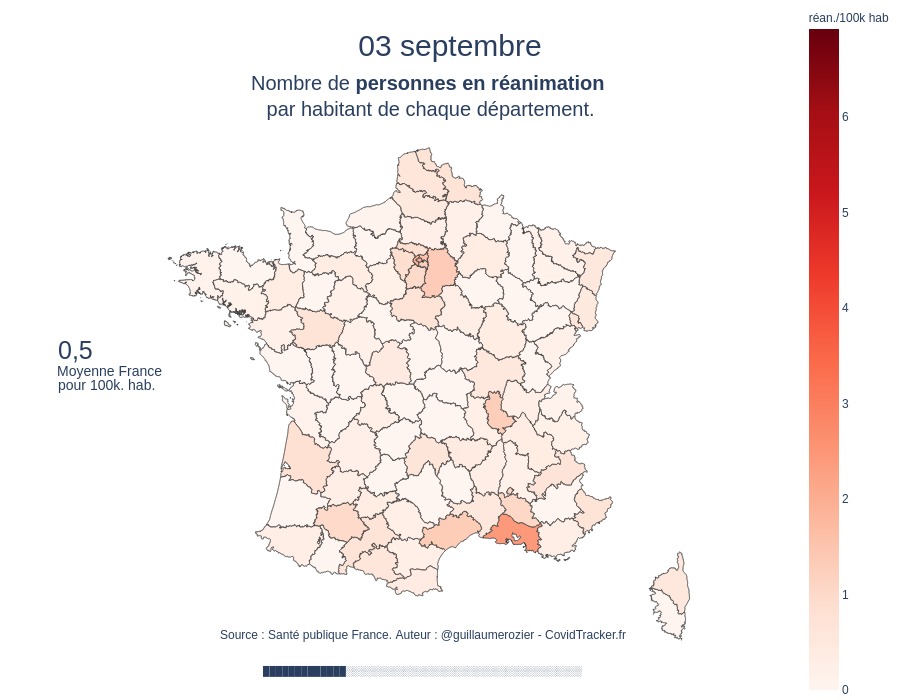 réan./100k hab
03 septembre
Nombre de personnes en réanimation
par habitant de chaque département.
6
5
4
3
2
1
0
0,5
Moyenne France
pour 100k. hab.
Source : Santé publique France. Auteur : @guillaumerozier - CovidTracker.fr